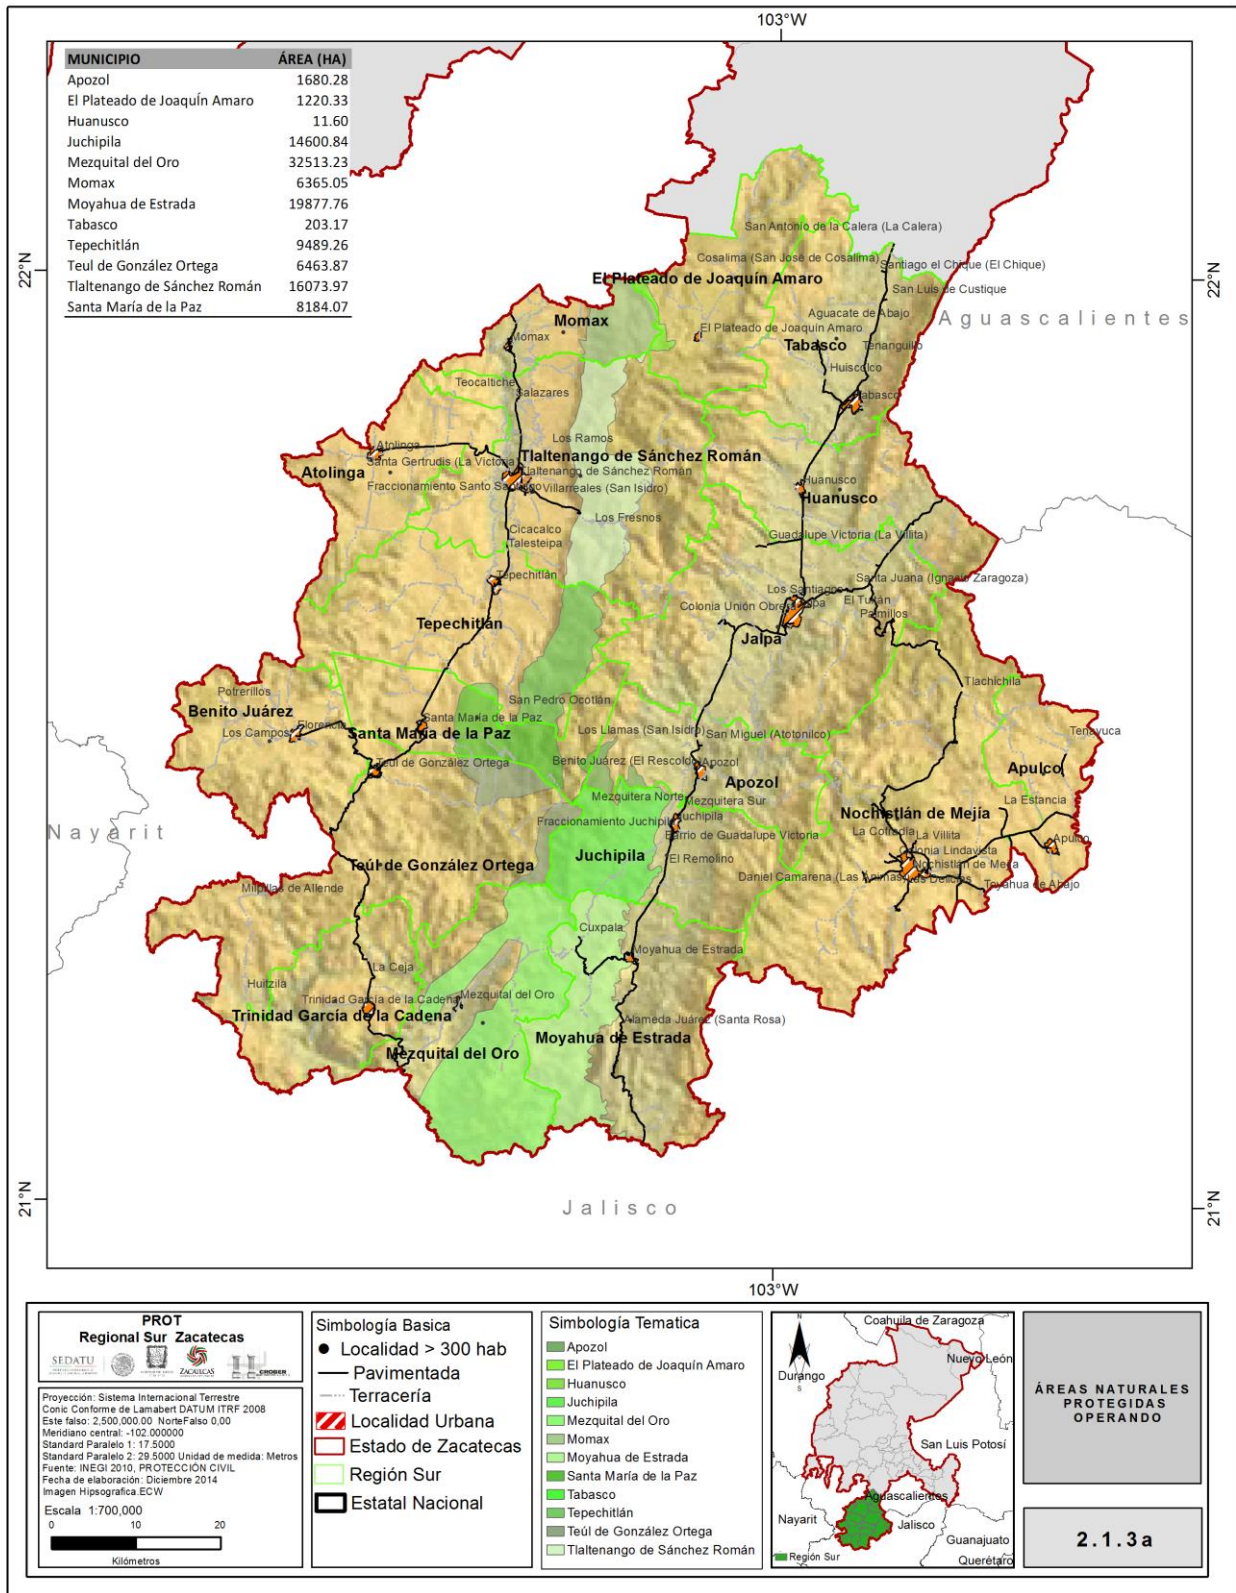 103°W
MUNICIPIO ÁREA (HA)
Apozol 1680.28
El Plateado de JoaquÍn Amaro 1220.33
Huanusco 11.60
Juchipila 14600.84
Mezquital del Oro 32513.23
Momax 6365.05
Moyahua de Estrada 19877.76
Tabasco 203.17
Tepechitlán 9489.26
Teul de González Ortega 6463.87
Tlaltenango de Sánchez Román 16073.97
Santa María de la Paz 8184.07
22°N
22°N
San Antonio de la Calera (La Calera)
Cosalima (San José de Cosalima)
Santiago el Chique (El Chique)
El Plateado de Joaquín Amaro
San Luis de Custique
Aguascalientes
Aguacate de Abajo
Momax
El Plateado de Joaquín Amaro
Momax
Tabasco
Tenanguillo
Huiscolco
Teocaltiche
Salazares
Tabasco
Los Ramos
Atolinga
Tlaltenango de Sánchez Román
Santa Gertrudis (La Victoria)
Atolinga
Tlaltenango de Sánchez Román
Fraccionamiento Santo Santiago
Villarreales (San Isidro)
Huanusco
Huanusco
Los Fresnos
Cicacalco
Talesteipa
Guadalupe Victoria (La Villita)
Tepechitlán
Santa Juana (Ignacio Zaragoza)
Los Santiagos
Colonia Unión Obrera
El Tulán
Palmillos
Tepechitlán
Jalpa
Tlachichila
Potrerillos
San Pedro Ocotlán
Benito Juárez
Santa María de la Paz
Florencia
Los Campos
Santa María de la Paz
Los Llamas (San Isidro)
San Miguel (Atotonilco)
Tenayuca
Teul de González Ortega
Benito Juárez (El Rescoldo)
Apozol
Apozol
Apulco
Mezquitera Norte
Mezquitera Sur
La Estancia
Nochistlán de Mejía
Nayarit
Fraccionamiento Juchipila
Juchipila
Barrio de Guadalupe Victoria
La Cofradía
La Villita
Apulco
Juchipila
El Remolino
Colonia Lindavista
Teúl de González Ortega
Nochistlán de Mejía
Daniel Camarena (Las Animas)
Las Delicias
Toyahua de Abajo
Milpillas de Allende
Cuxpala
Moyahua de Estrada
La Ceja
Huitzila
Mezquital del Oro
Trinidad García de la Cadena
Trinidad García de la Cadena
Alameda Juárez (Santa Rosa)
Moyahua de Estrada
Mezquital del Oro
21°N
21°N
Jalisco
103°W
PROT
Regional Sur Zacatecas
SEDATU
ZACATECAS
Proyección: Sistema Internacional Terrestre
Conic Conforme de Lamabert DATUM ITRF 2008
Este falso: 2,500,000.00 NorteFalso 0,00
Meridiano central: -102.000000
Standard Paralelo 1: 17.5000
Standard Paralelo 2: 29.5000 Unidad de medida: Metros
Fuente: INEGI 2010, PROTECCIÓN CIVIL
Fecha de elaboración: Diciembre 2014
Imagen Hipsografica.ECW
Escala 1:700,000
0 10 20
Kilómetros
Simbología Basica
Localidad > 300 hab
Pavimentada
Terracería
Localidad Urbana
Estado de Zacatecas
Región Sur
Estatal Nacional
Simbología Tematica
Apozol
El Plateado de Joaquín Amaro
Huanusco
Juchipila
Mezquital del Oro
Momax
Moyahua de Estrada
Santa María de la Paz
Tabasco
Tepechitlán
Teúl de González Ortega
Tlaltenango de Sánchez Román
Coahuila de Zaragoza
N
Nuevo León
Durango
San Luis Potosí
Aguascalientes
Nayarit
Jalisco
Guanajuato
Región Sur
Querétaro
ÁREAS NATURALES
PROTEGIDAS
OPERANDO
2.1.3a